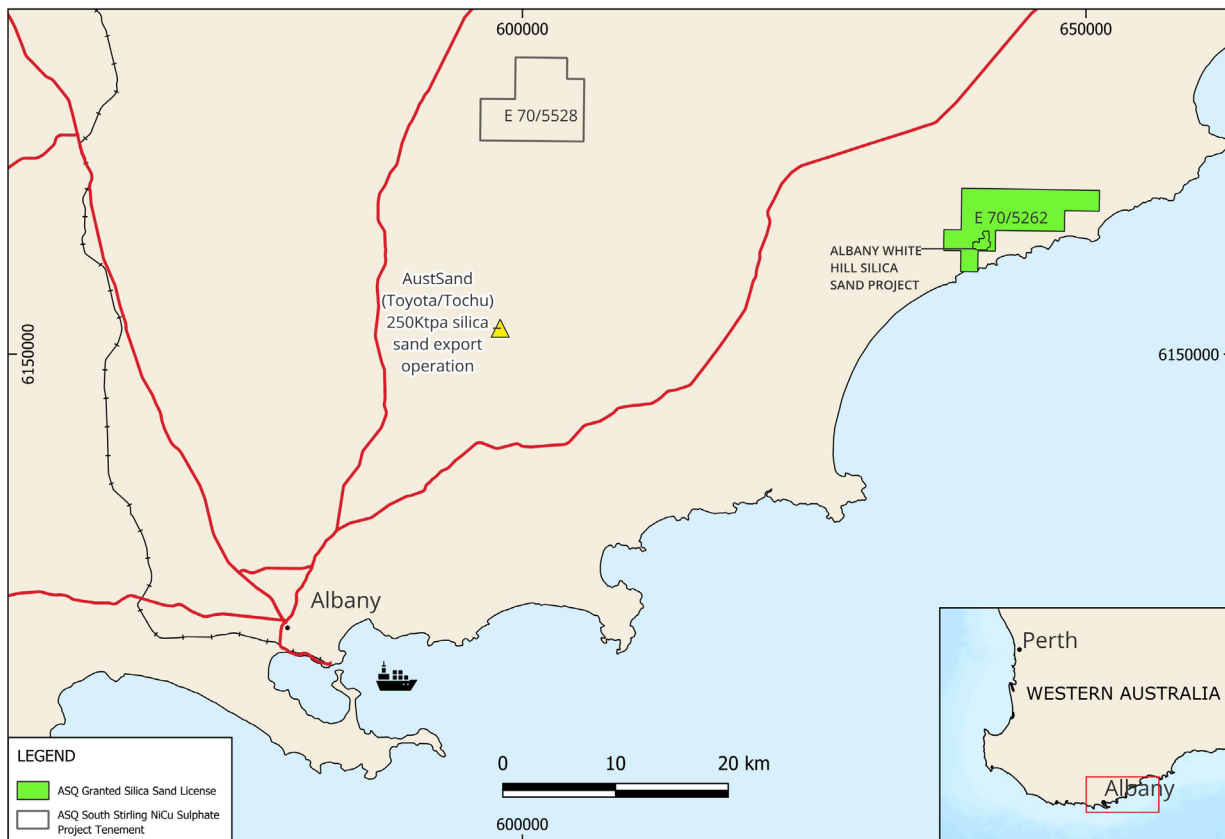 600000
650000
E 70/5528
E 70/5262
ALBANY WHITE
HILL SILICA
SAND PROJECT
AustSand
(Toyota/Tochu)
250Ktpa silica
sand export
operation
6150000
6150000
Albany
Perth
WESTERN AUSTRALIA
Albany
LEGEND
ASQ Granted Silica Sand License
ASQ South Stirling NiCu Sulphate
Project Tenement
0 10 20 km
600000